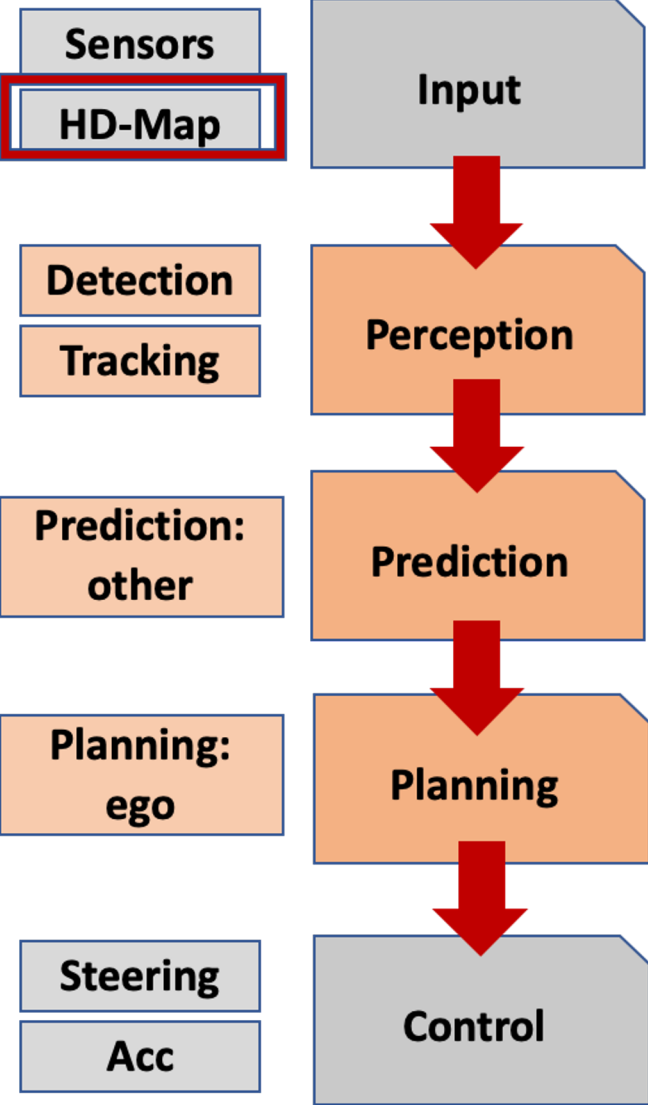 Sensors
HD-Map
Input
Detection
Tracking
Perception
Prediction:
other
Prediction
Planning:
ego
Planning
Steering
Acc
Control